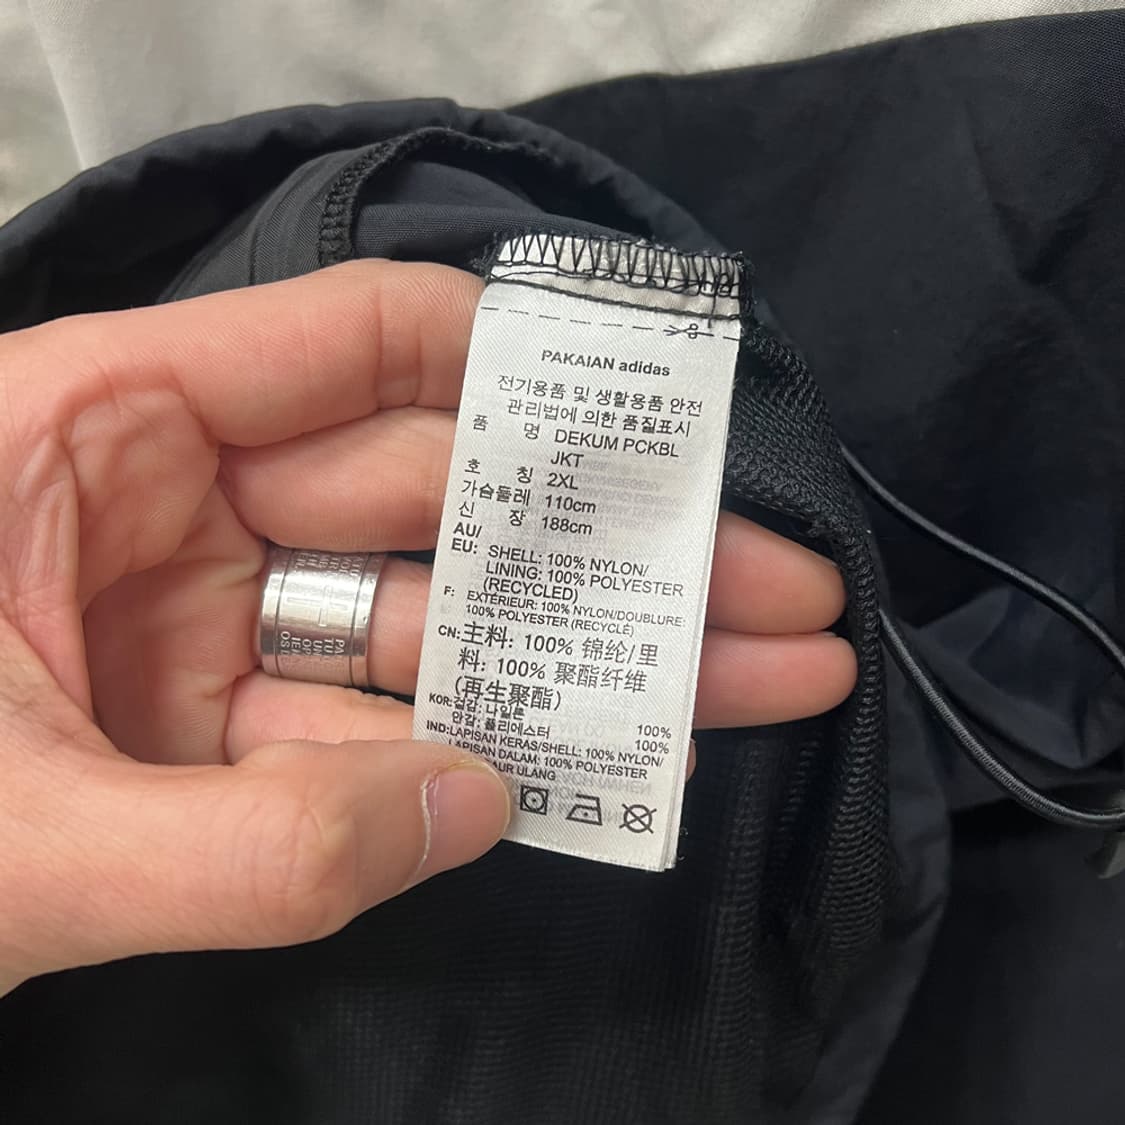 PAKAIAN adidas
전기용품 및 생활용품 안전
관리법에 의한 품질표시
품 명 DEKUM PCKBL
JKT
호 칭 2XL
가슴둘레 110cm
신 장 188cm
AU/
EU: SHELL: 100% NYLON/
LINING: 100% POLYESTER
(RECYCLED)
F: EXTÉRIEUR: 100% NYLON/DOUBLURE:
100% POLYESTER (RECYCLÉ)
CN: 主料: 100% 锦纶/里
料: 100% 聚酯纤维
(再生聚酯)
KOR: 겉감: 나일론 100%
안감: 폴리에스터 100%
IND: LAPISAN KERAS/SHELL: 100% NYLON/
LAPISAN DALAM: 100% POLYESTER
AUR ULANG